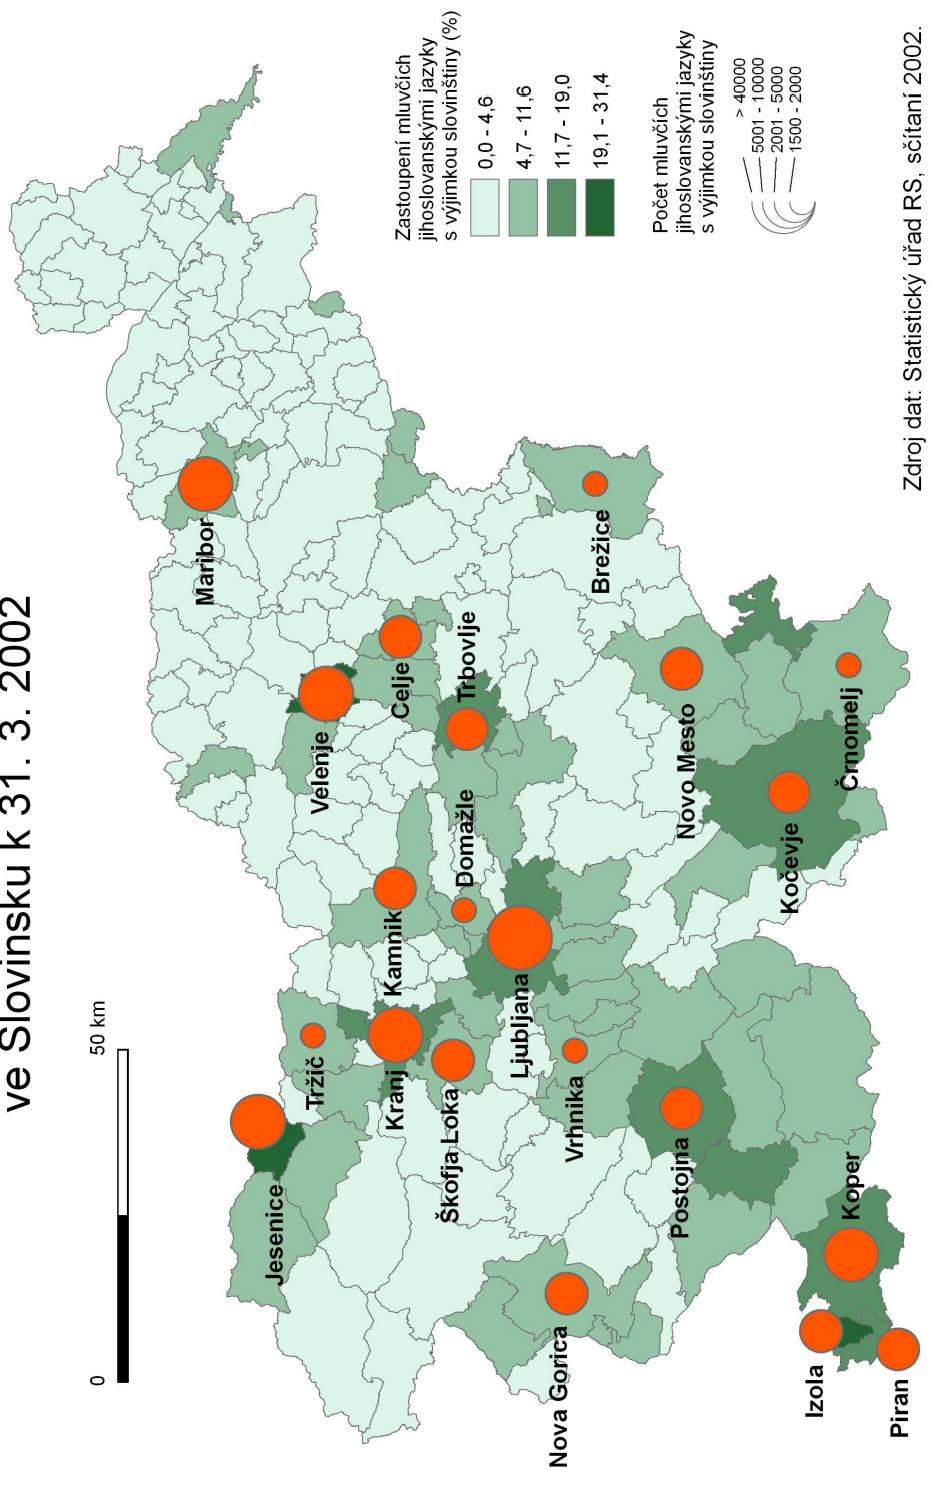 ve Slovinsku k 31. 3. 2002
0
50 km
Maribor
Velenje
Celje
Trbovlje
Brežice
Jesenice
Tržič
Kranj
Kamnik
Domažle
Škofja Loka
Ljubljana
Vrhnika
Novo Mesto
Kočevje
Črnomelj
Nova Gorica
Postojna
Koper
Izola
Piran
Zastoupení mluvčích
jihoslovanskými jazyky
s výjimkou slovinštiny (%)
0,0 - 4,6
4,7 - 11,6
11,7 - 19,0
19,1 - 31,4
Počet mluvčích
jihoslovanskými jazyky
s výjimkou slovinštiny
> 40000
5001 - 10000
2001 - 5000
1500 - 2000
Zdroj dat: Statistický úřad RS, sčítaní 2002.